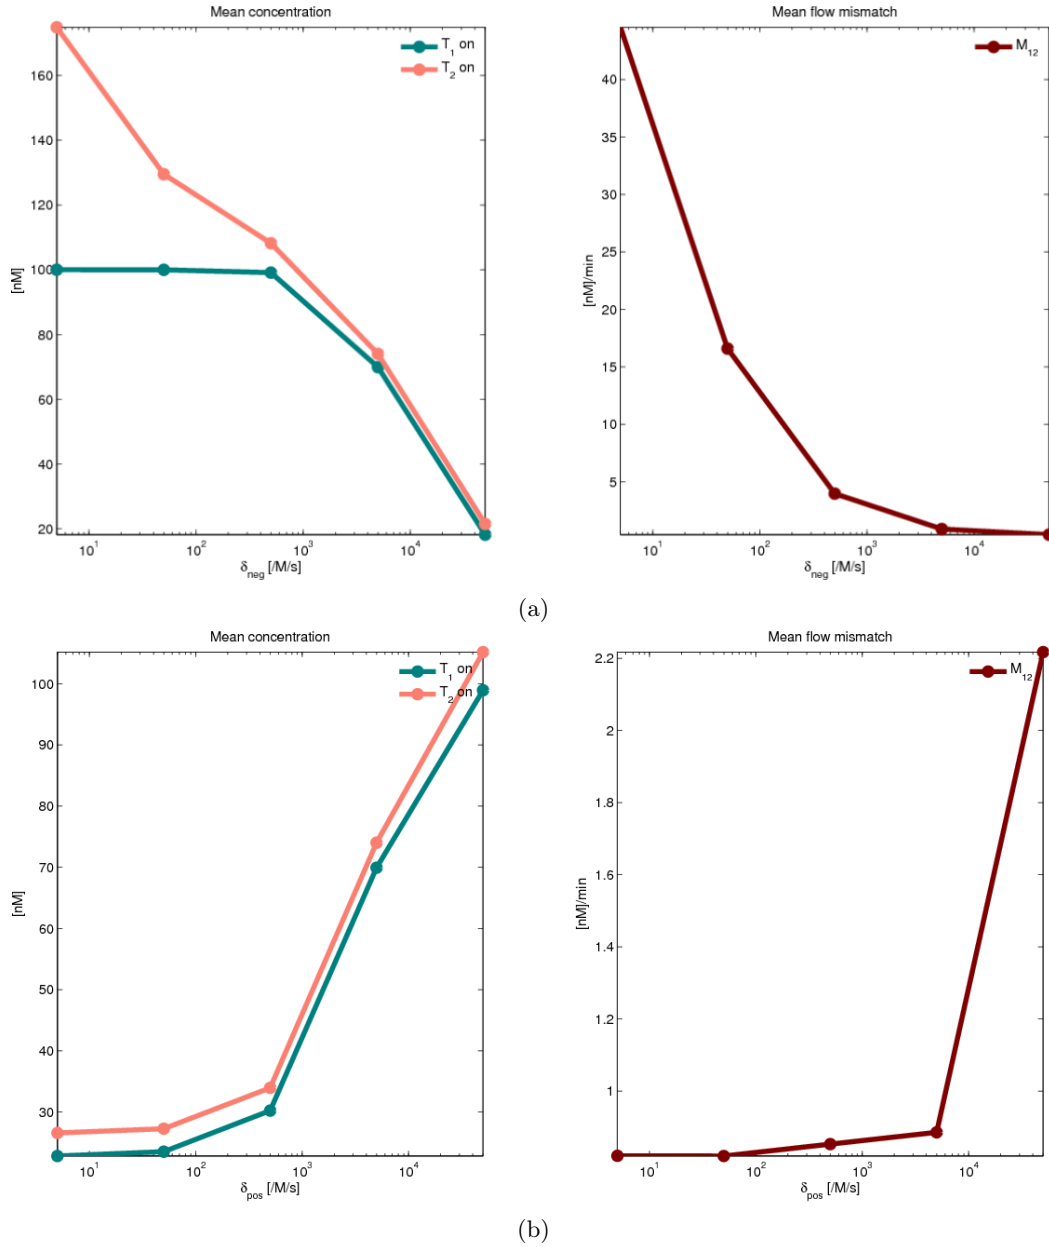 Mean concentration
T1 on
T2 on
160
140
120
100
80
60
40
20
[nM]
10^1 10^2 10^3 10^4
δneg [/M/s]
Mean flow mismatch
M12
40
35
30
25
20
15
10
5
[nM]/min
10^1 10^2 10^3 10^4
δneg [/M/s]
(a)
Mean concentration
T1 on
T2 on
100
90
80
70
60
50
40
30
[nM]
10^1 10^2 10^3 10^4
δpos [/M/s]
Mean flow mismatch
M12
2.2
2
1.8
1.6
1.4
1.2
1
[nM]/min
10^1 10^2 10^3 10^4
δpos [/M/s]
(b)